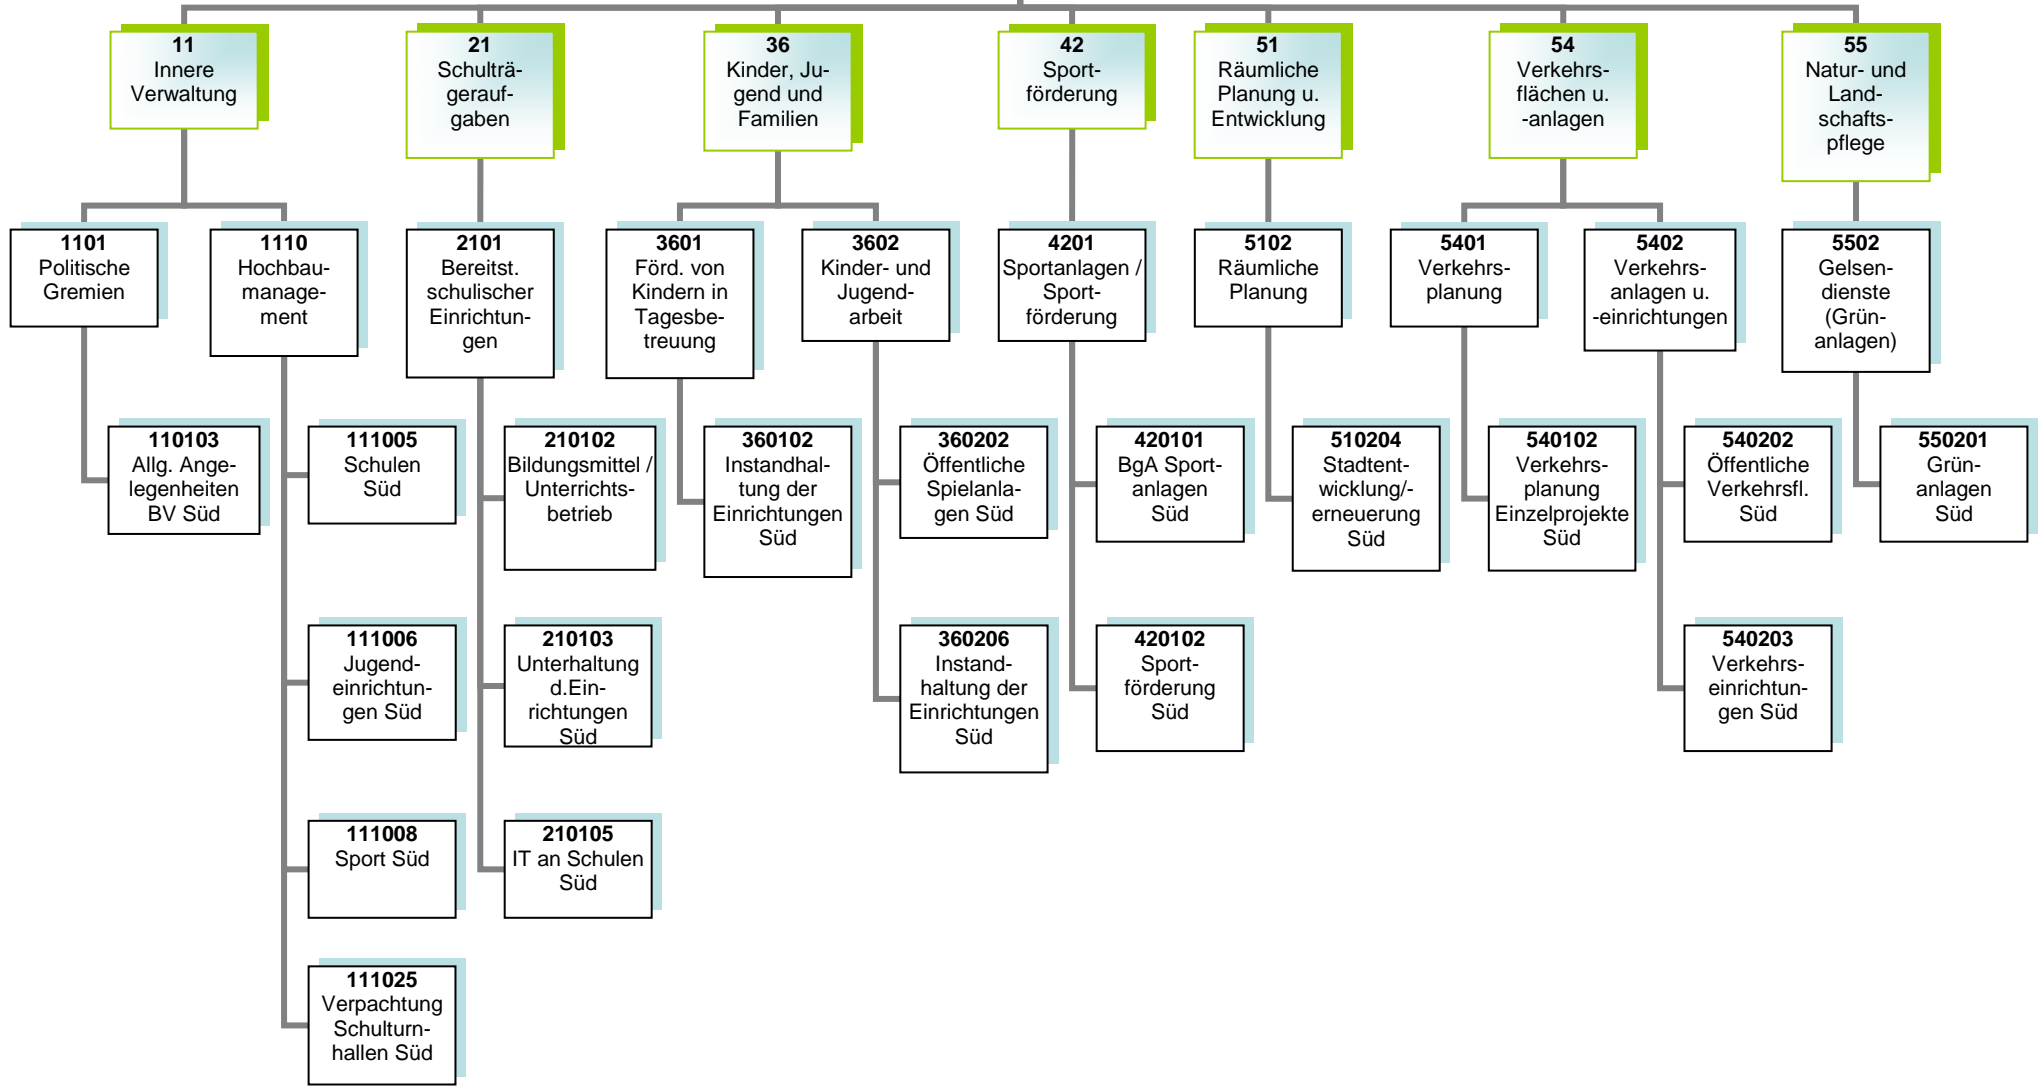 11
Innere
Verwaltung
21
Schulträ-
gerauf-
gaben
36
Kinder, Ju-
gend und
Familien
42
Sport-
förderung
51
Räumliche
Planung u.
Entwicklung
54
Verkehrs-
flächen u.
-anlagen
55
Natur- und
Land-
schafts-
pflege
1101
Politische
Gremien
1110
Hochbau-
manage-
ment
2101
Bereitst.
schulischer
Einrichtun-
gen
3601
Förd. von
Kindern in
Tagesbe-
treuung
3602
Kinder- und
Jugend-
arbeit
4201
Sportanlagen /
Sport-
förderung
5102
Räumliche
Planung
5401
Verkehrs-
planung
5402
Verkehrs-
anlagen u.
-einrichtungen
5502
Gelsen-
dienste
(Grün-
anlagen)
110103
Allg. Ange-
legenheiten
BV Süd
111005
Schulen
Süd
210102
Bildungsmittel /
Unterrichts-
betrieb
360102
Instandhal-
tung der
Einrichtungen
Süd
360202
Öffentliche
Spielanla-
gen Süd
420101
BgA Sport-
anlagen
Süd
510204
Stadtent-
wicklung/-
erneuerung
Süd
540102
Verkehrs-
planung
Einzelprojekte
Süd
540202
Öffentliche
Verkehrsfl.
Süd
550201
Grün-
anlagen
Süd
111006
Jugend-
einrichtun-
gen Süd
210103
Unterhaltung
d.Ein-
richtungen
Süd
360206
Instand-
haltung der
Einrichtungen
Süd
420102
Sport-
förderung
Süd
540203
Verkehrs-
einrichtun-
gen Süd
111008
Sport Süd
210105
IT an Schulen
Süd
111025
Verpachtung
Schulturn-
hallen Süd